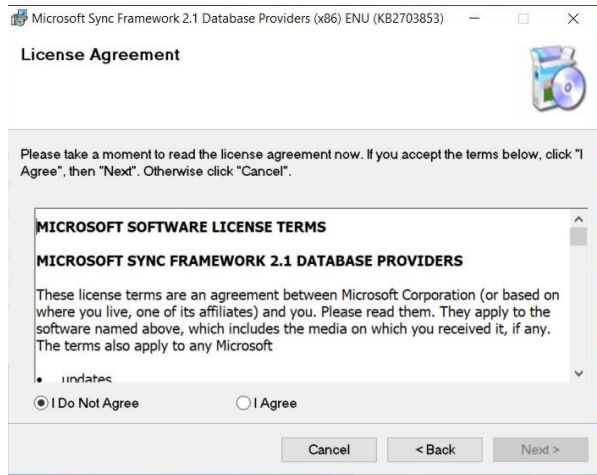 Microsoft Sync Framework 2.1 Database Providers (x86) ENU (KB2703853)
License Agreement
Please take a moment to read the license agreement now. If you accept the terms below, click "I
Agree", then "Next". Otherwise click "Cancel".
MICROSOFT SOFTWARE LICENSE TERMS
MICROSOFT SYNC FRAMEWORK 2.1 DATABASE PROVIDERS
These license terms are an agreement between Microsoft Corporation (or based on
where you live, one of its affiliates) and you. Please read them. They apply to the
software named above, which includes the media on which you received it, if any.
The terms also apply to any Microsoft
• updates
I Do Not Agree
I Agree
Cancel
< Back
Next >